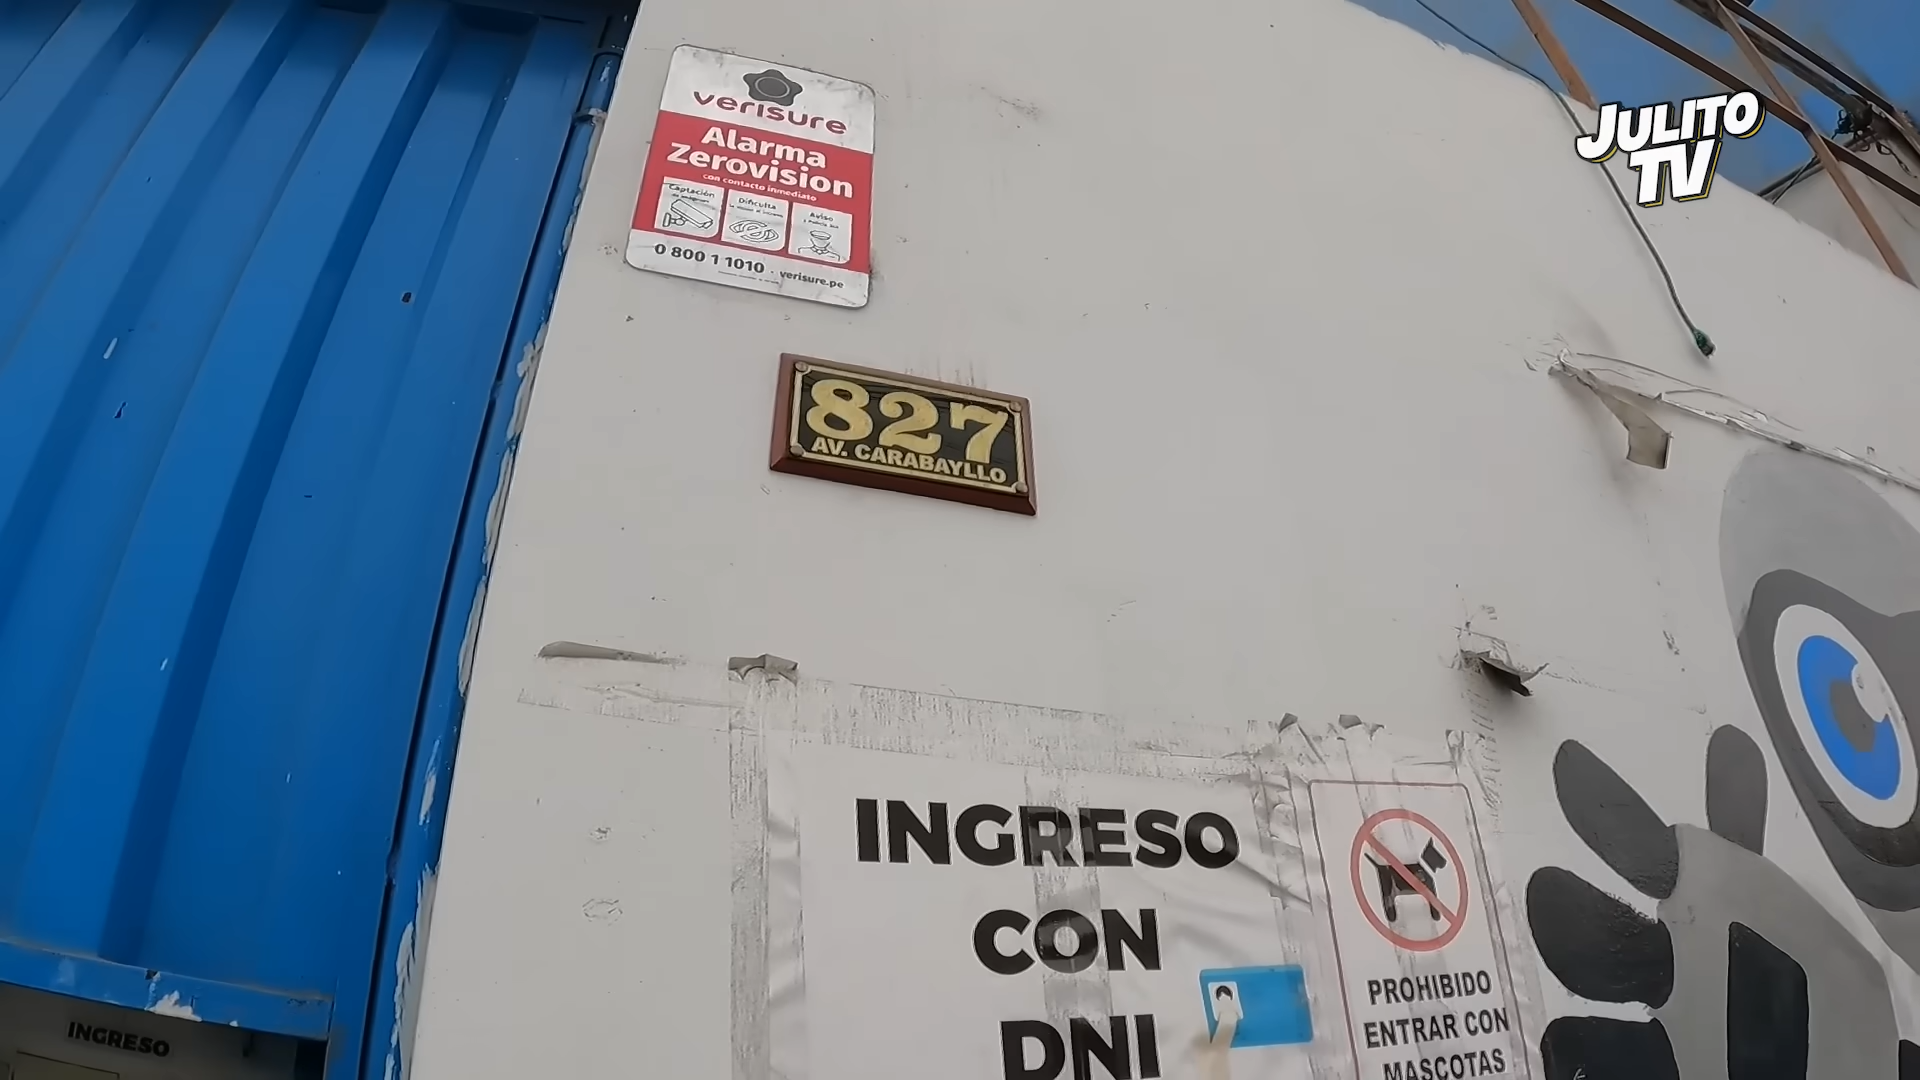 verisure
Alarma
Zerovision
con contacto inmediato
Captación
Dificulta
Aviso
0 800 1 1010 · verisure.pe
JULITO
TV
827
AV. CARABAYLLO
INGRESO
CON
DNI
PROHIBIDO
ENTRAR CON
MASCOTAS
INGRESO